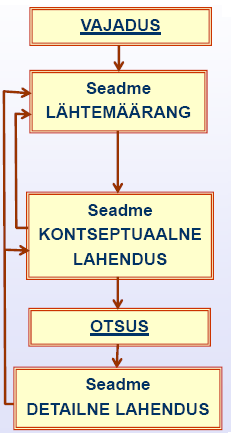 VAJADUS
Seadme
LÄHTEMÄÄRANG
Seadme
KONTSEPTUAALNE
LAHENDUS
OTSUS
Seadme
DETAILNE LAHENDUS